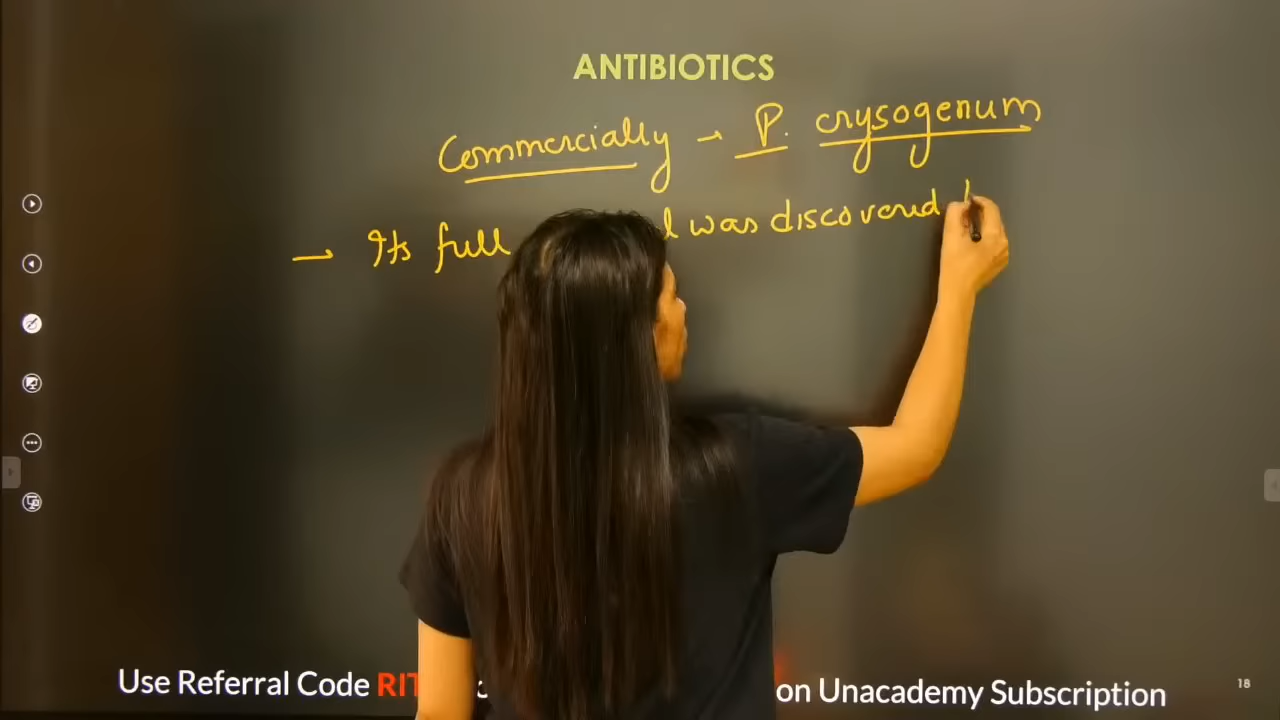 ANTIBIOTICS
Commercially → P. crysogenum
→ Its full was discovered
Use Referral Code RIT on Unacademy Subscription
18